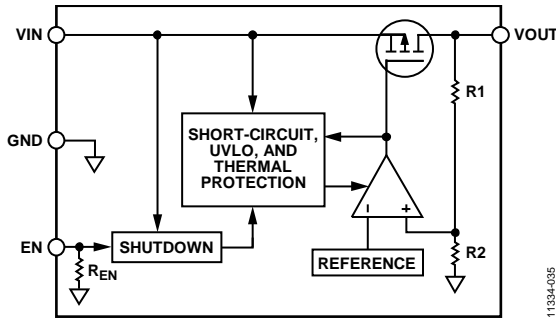 VIN
VOUT
R1
GND
SHORT-CIRCUIT,
UVLO, AND
THERMAL
PROTECTION
– +
EN
SHUTDOWN
REN
REFERENCE
R2
11334-035